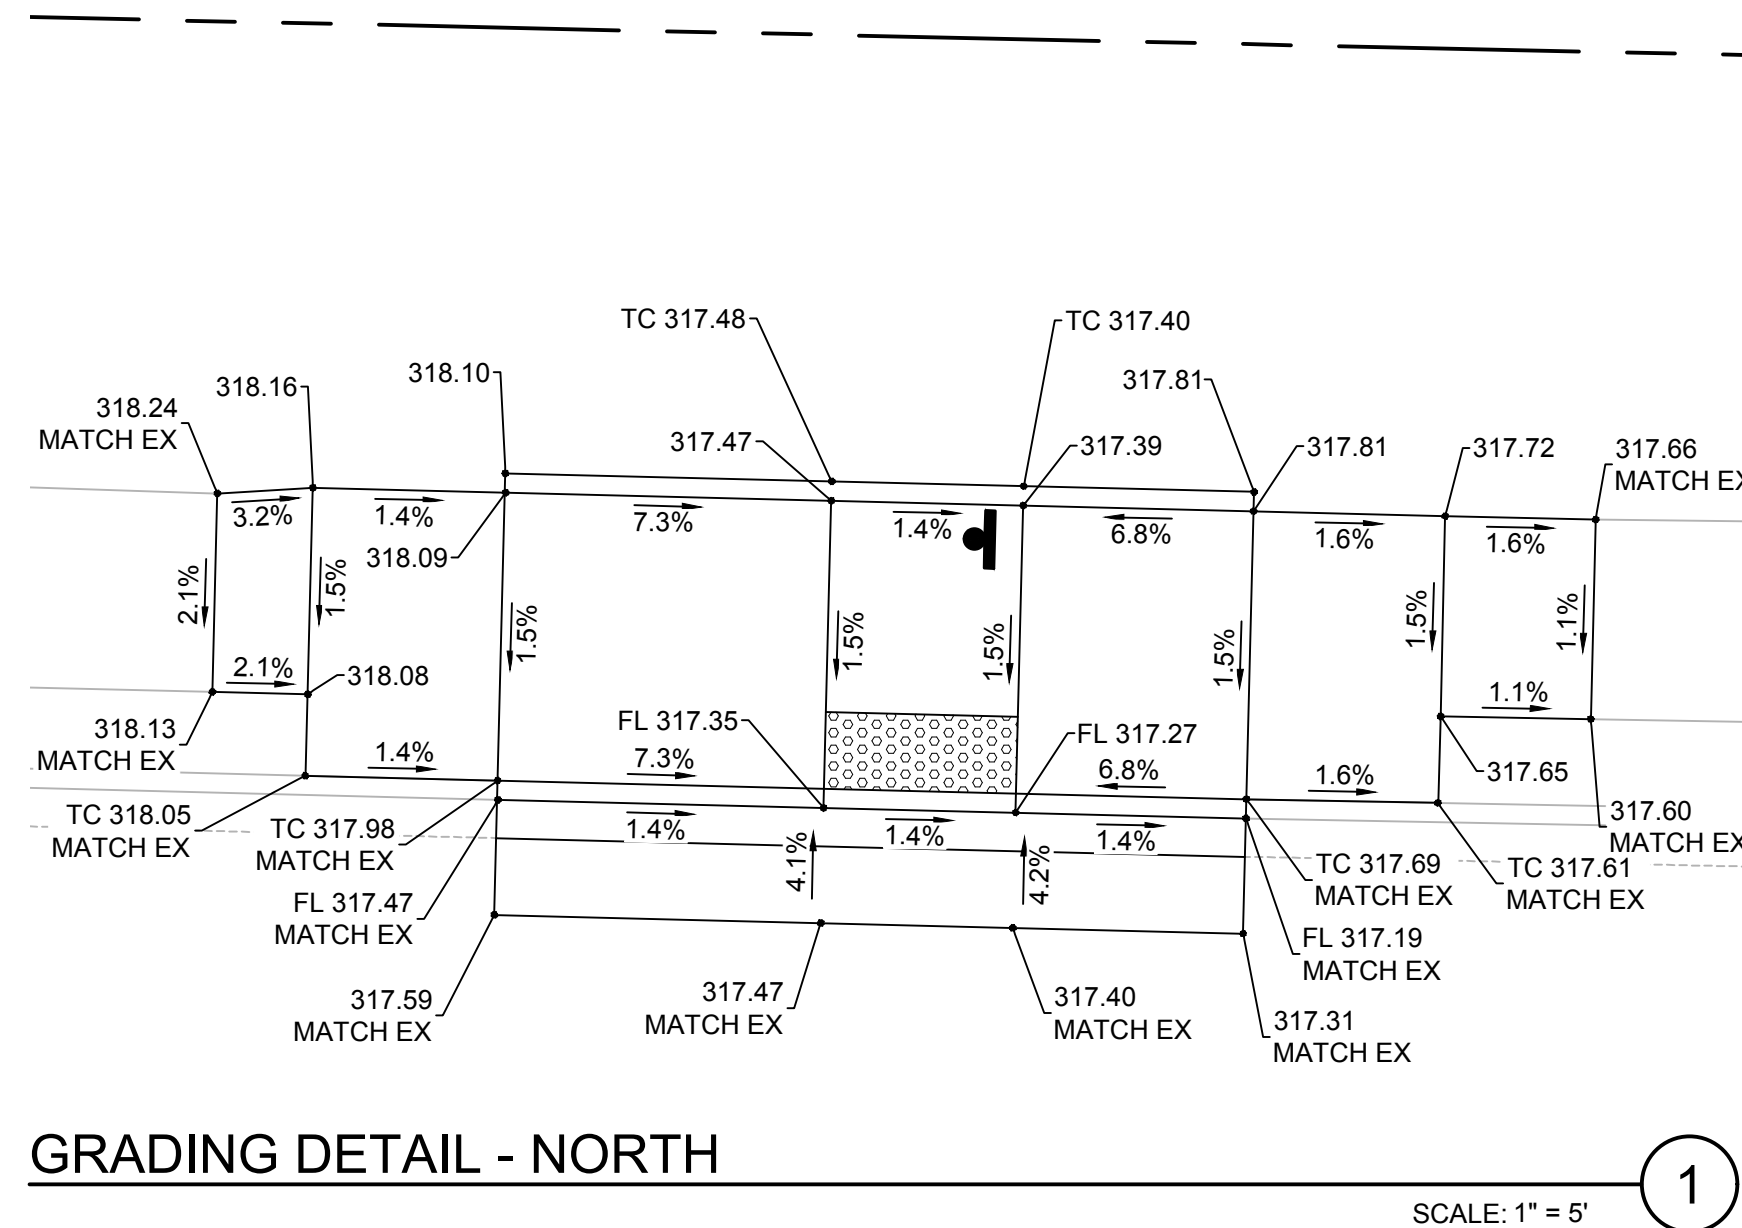 TC 317.48
TC 317.40
318.10
317.81
318.16
318.24
MATCH EX
317.47
317.39
317.81
317.72
317.66
MATCH EX
3.2%
1.4%
7.3%
1.4%
6.8%
1.6%
1.6%
318.09
2.1%
1.5%
1.5%
1.5%
1.5%
1.5%
1.5%
1.1%
2.1%
318.08
1.1%
318.13
MATCH EX
FL 317.35
FL 317.27
1.4%
7.3%
6.8%
1.6%
317.65
TC 318.05
MATCH EX
TC 317.98
MATCH EX
1.4%
1.4%
1.4%
317.60
MATCH EX
4.1%
4.2%
TC 317.69
MATCH EX
TC 317.61
MATCH EX
FL 317.47
MATCH EX
FL 317.19
MATCH EX
317.59
MATCH EX
317.47
MATCH EX
317.40
MATCH EX
317.31
MATCH EX
GRADING DETAIL - NORTH
1
SCALE: 1" = 5'